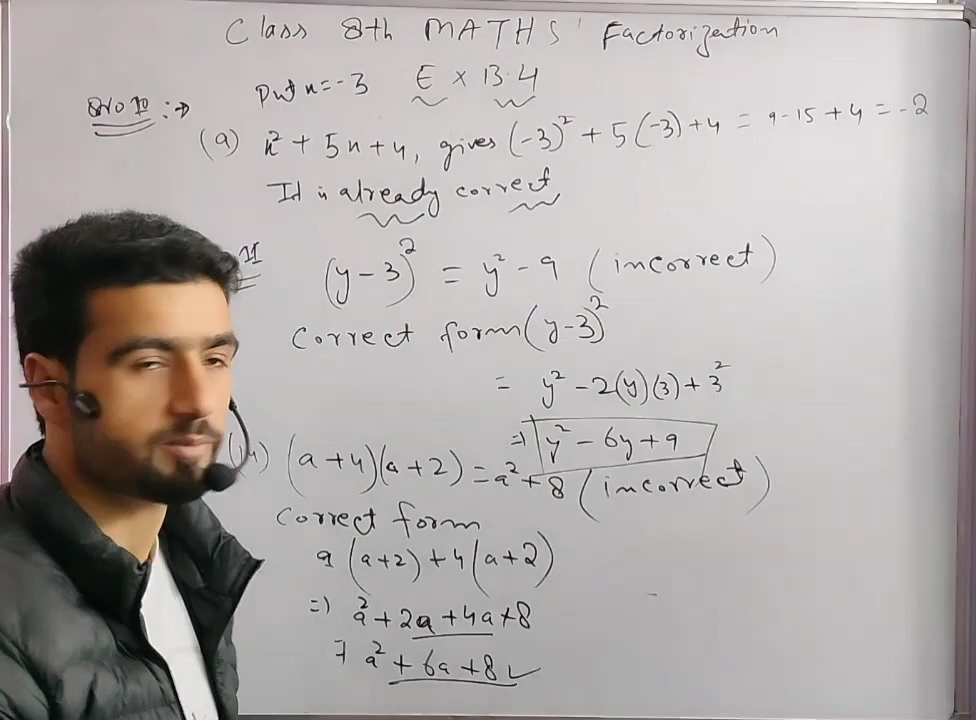 Class 8th MATHS Factorization
Put x=-3 Ex 13.4
QNo 10 :→
(a) x² + 5x + 4, gives (-3)² + 5(-3) + 4 = 9-15+4 = -2
It is already correct
(y-3)² = y² - 9 (incorrect)
Correct form (y-3)²
= y² - 2(y)(3) + 3²
⇒ y² - 6y + 9
(a+4)(a+2) = a² + 8 (incorrect)
Correct form
a(a+2) + 4(a+2)
⇒ a² + 2a + 4a + 8
⇒ a² + 6a + 8 ✓